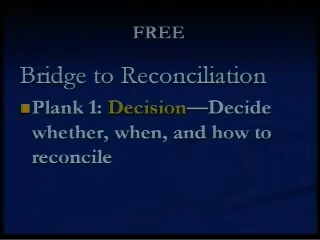 FREE
Bridge to Reconciliation
Plank 1: Decision—Decide
whether, when, and how to
reconcile